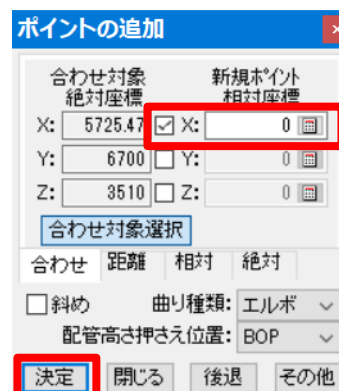 ポイントの追加
合わせ対象 新規ポイント
絶対座標 相対座標
X: 5725.47 X: 0
Y: 6700 Y: 0
Z: 3510 Z: 0
合わせ対象選択
合わせ 距離 相対 絶対
斜め 曲り種類: エルボ
配管高さ押さえ位置: BOP
決定 閉じる 後退 その他